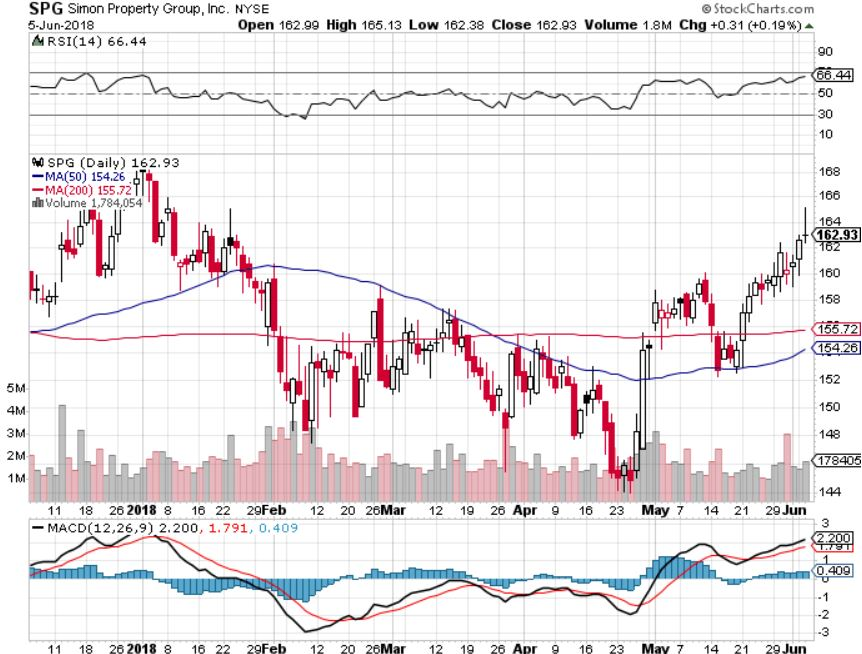 SPG Simon Property Group, Inc. NYSE © StockCharts.com
5-Jun-2018 Open 162.99 High 165.13 Low 162.38 Close 162.93 Volume 1.8M Chg +0.31 (+0.19%)
RSI(14) 66.44
90
66.44
50
30
10
SPG (Daily) 162.93
MA(50) 154.26
MA(200) 155.72
Volume 1,784,054
168
166
164
162.93
162
160
158
155.72
154.26
152
150
148
144
5M
4M
3M
2M
1M
178405
11 18 26 2018 8 16 22 29 Feb 12 20 Mar 12 19 26 Apr 9 16 23 May 7 14 21 29 Jun
MACD(12,26,9) 2.200, 1.791, 0.409
3
2.200
1.791
1
0.409
0
-1
-2
-3
11 18 26 2018 8 16 22 29 Feb 12 20 Mar 12 19 26 Apr 9 16 23 May 7 14 21 29 Jun